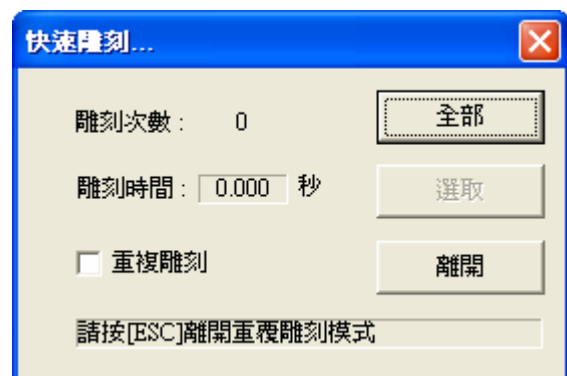 快速雕刻...
雕刻次數： 0
全部
雕刻時間： 0.000 秒
選取
重複雕刻
離開
請按[ESC]離開重覆雕刻模式